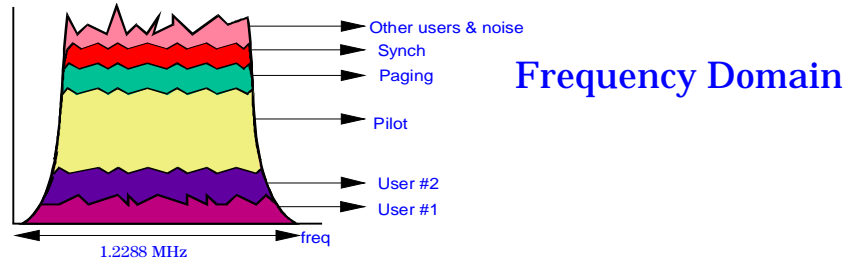 Other users & noise
Synch
Frequency Domain
Paging
Pilot
User #2
User #1
freq
1.2288 MHz